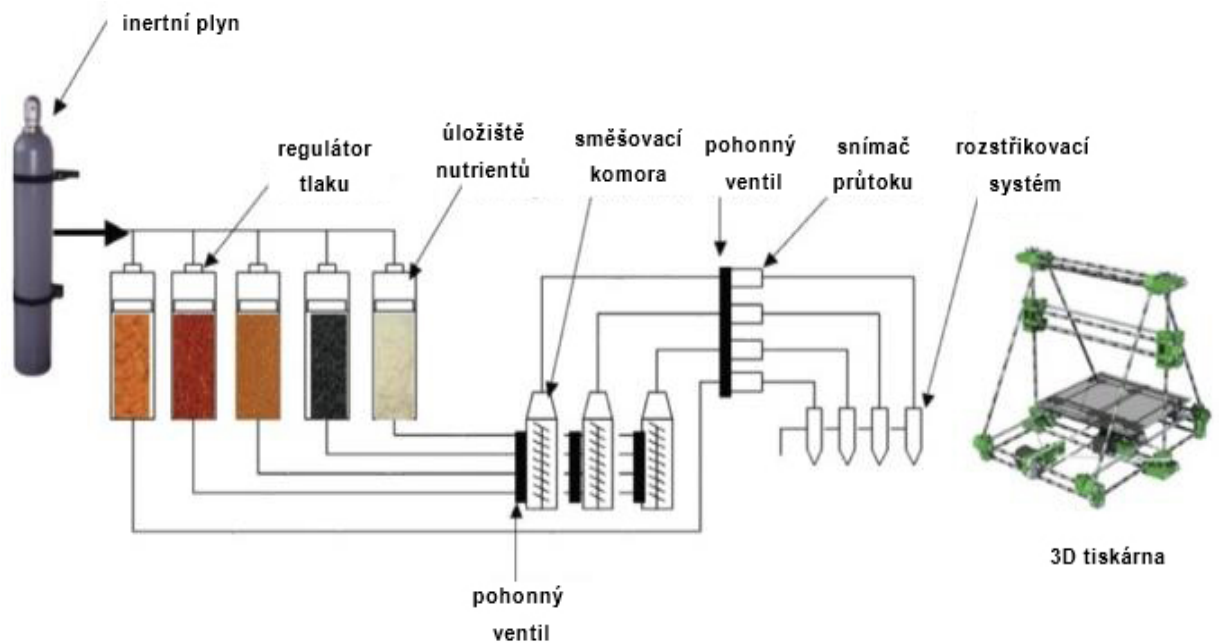 inertní plyn
regulátor
tlaku
úložiště
nutrientů
směšovací
komora
pohonný
ventil
snímač
průtoku
rozstřikovací
systém
3D tiskárna
pohonný
ventil